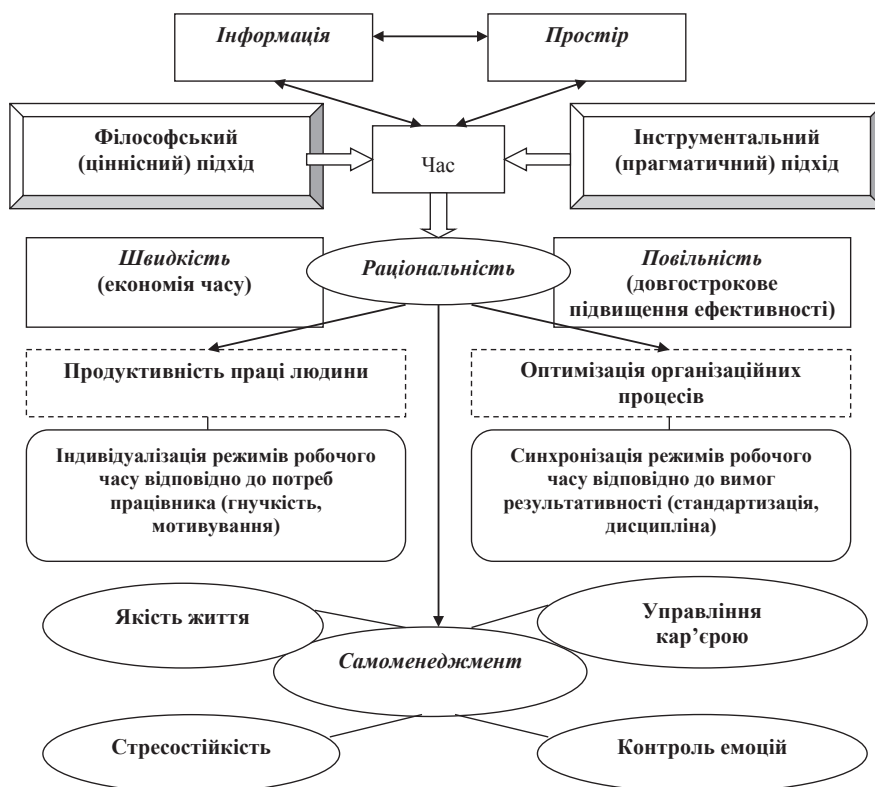 Інформація
Простір
Філософський
(ціннісний) підхід
Час
Інструментальний
(прагматичний) підхід
Швидкість
(економія часу)
Раціональність
Повільність
(довгострокове
підвищення ефективності)
Продуктивність праці людини
Оптимізація організаційних
процесів
Індивідуалізація режимів робочого
часу відповідно до потреб
працівника (гнучкість,
мотивування)
Синхронізація режимів робочого
часу відповідно до вимог
результативності (стандартизація,
дисципліна)
Якість життя
Управління
кар’єрою
Самоменеджмент
Стресостійкість
Контроль емоцій